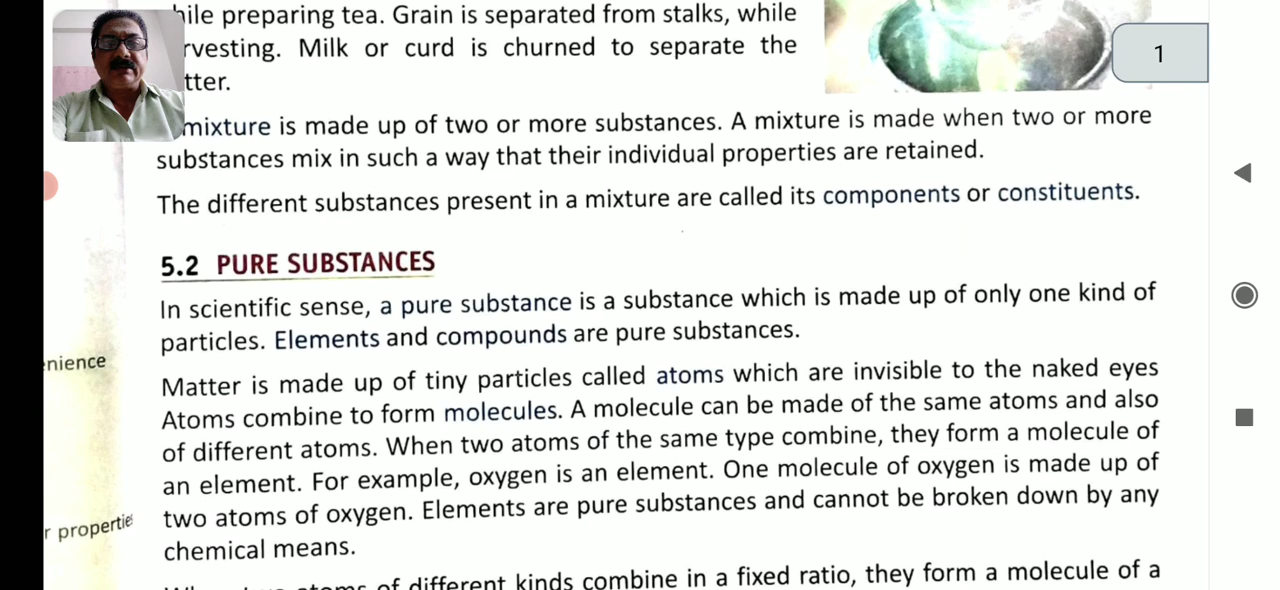 hile preparing tea. Grain is separated from stalks, while
rvesting. Milk or curd is churned to separate the
tter.
1
mixture is made up of two or more substances. A mixture is made when two or more
substances mix in such a way that their individual properties are retained.
The different substances present in a mixture are called its components or constituents.
5.2 PURE SUBSTANCES
In scientific sense, a pure substance is a substance which is made up of only one kind of
particles. Elements and compounds are pure substances.
enience
Matter is made up of tiny particles called atoms which are invisible to the naked eyes
Atoms combine to form molecules. A molecule can be made of the same atoms and also
of different atoms. When two atoms of the same type combine, they form a molecule of
an element. For example, oxygen is an element. One molecule of oxygen is made up of
two atoms of oxygen. Elements are pure substances and cannot be broken down by any
r propertie
chemical means.
atoms of different kinds combine in a fixed ratio, they form a molecule of a